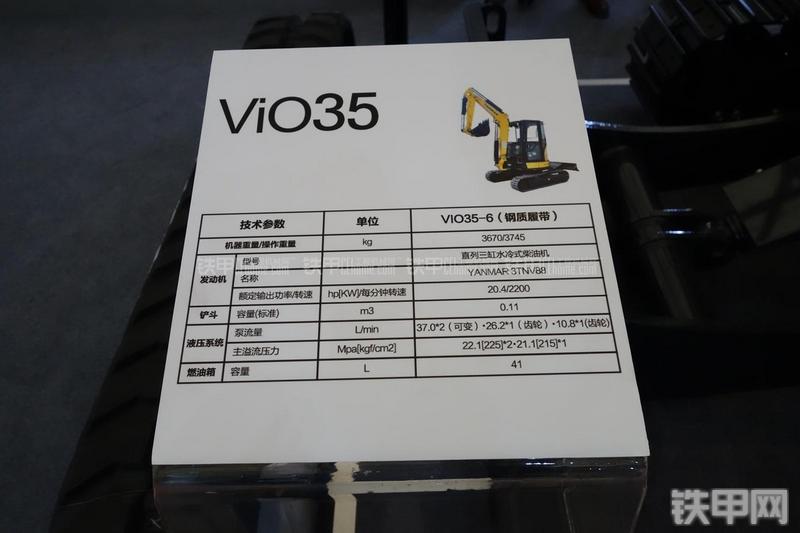 ViO35
技术参数 单位 VIO35-6（钢质履带）
机器重量/操作重量 kg 3670/3745
发动机 型号 直列三缸水冷式柴油机
名称 YANMAR 3TNV88
额定输出功率/转速 hp[KW]/每分钟转速 20.4/2200
铲斗 容量(标准) m3 0.11
液压系统 泵流量 L/min 37.0*2（可变）·26.2*1（齿轮）·10.8*1(齿轮)
主溢流压力 Mpa[kgf/cm2] 22.1[225]*2·21.1[215]*1
燃油箱 容量 L 41
铁甲网